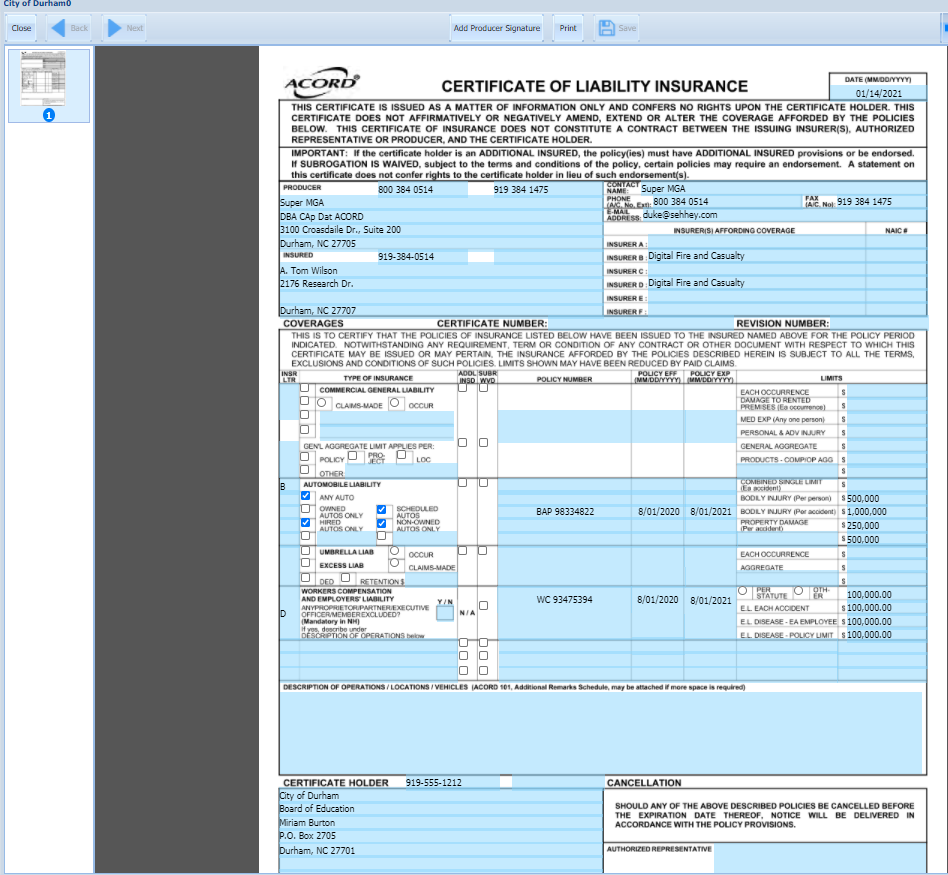 City of Durham0
Close Back Next Add Producer Signature Print Save
1
ACORD®
CERTIFICATE OF LIABILITY INSURANCE
DATE (MM/DD/YYYY)
01/14/2021
THIS CERTIFICATE IS ISSUED AS A MATTER OF INFORMATION ONLY AND CONFERS NO RIGHTS UPON THE CERTIFICATE HOLDER. THIS
CERTIFICATE DOES NOT AFFIRMATIVELY OR NEGATIVELY AMEND, EXTEND OR ALTER THE COVERAGE AFFORDED BY THE POLICIES
BELOW. THIS CERTIFICATE OF INSURANCE DOES NOT CONSTITUTE A CONTRACT BETWEEN THE ISSUING INSURER(S), AUTHORIZED
REPRESENTATIVE OR PRODUCER, AND THE CERTIFICATE HOLDER.
IMPORTANT: If the certificate holder is an ADDITIONAL INSURED, the policy(ies) must have ADDITIONAL INSURED provisions or be endorsed.
If SUBROGATION IS WAIVED, subject to the terms and conditions of the policy, certain policies may require an endorsement. A statement on
this certificate does not confer rights to the certificate holder in lieu of such endorsement(s).
PRODUCER 800 384 0514 919 384 1475
Super MGA
DBA CAp Dat ACORD
3100 Croasdaile Dr., Suite 200
Durham, NC 27705
CONTACT NAME: Super MGA
PHONE (A/C, No, Ext): 800 384 0514 FAX (A/C, No): 919 384 1475
E-MAIL ADDRESS: duke@sehhey.com
INSURER(S) AFFORDING COVERAGE NAIC #
INSURER A :
INSURED 919-384-0514
A. Tom Wilson
2176 Research Dr.
Durham, NC 27707
INSURER B : Digital Fire and Casualty
INSURER C :
INSURER D : Digital Fire and Casualty
INSURER E :
INSURER F :
COVERAGES CERTIFICATE NUMBER: REVISION NUMBER:
THIS IS TO CERTIFY THAT THE POLICIES OF INSURANCE LISTED BELOW HAVE BEEN ISSUED TO THE INSURED NAMED ABOVE FOR THE POLICY PERIOD
INDICATED. NOTWITHSTANDING ANY REQUIREMENT, TERM OR CONDITION OF ANY CONTRACT OR OTHER DOCUMENT WITH RESPECT TO WHICH THIS
CERTIFICATE MAY BE ISSUED OR MAY PERTAIN, THE INSURANCE AFFORDED BY THE POLICIES DESCRIBED HEREIN IS SUBJECT TO ALL THE TERMS,
EXCLUSIONS AND CONDITIONS OF SUCH POLICIES. LIMITS SHOWN MAY HAVE BEEN REDUCED BY PAID CLAIMS.
INSR LTR TYPE OF INSURANCE ADDL INSD SUBR WVD POLICY NUMBER POLICY EFF (MM/DD/YYYY) POLICY EXP (MM/DD/YYYY) LIMITS
COMMERCIAL GENERAL LIABILITY
CLAIMS-MADE OCCUR
GEN'L AGGREGATE LIMIT APPLIES PER:
POLICY PRO-JECT LOC
OTHER:
EACH OCCURRENCE $
DAMAGE TO RENTED PREMISES (Ea occurrence) $
MED EXP (Any one person) $
PERSONAL & ADV INJURY $
GENERAL AGGREGATE $
PRODUCTS - COMP/OP AGG $
$
B AUTOMOBILE LIABILITY
ANY AUTO
OWNED AUTOS ONLY SCHEDULED AUTOS
HIRED AUTOS ONLY NON-OWNED AUTOS ONLY
BAP 98334822 8/01/2020 8/01/2021
COMBINED SINGLE LIMIT (Ea accident) $
BODILY INJURY (Per person) $ 500,000
BODILY INJURY (Per accident) $ 1,000,000
PROPERTY DAMAGE (Per accident) $ 250,000
$ 500,000
UMBRELLA LIAB OCCUR
EXCESS LIAB CLAIMS-MADE
DED RETENTION $
EACH OCCURRENCE $
AGGREGATE $
$
D WORKERS COMPENSATION
AND EMPLOYERS' LIABILITY Y / N
ANYPROPRIETOR/PARTNER/EXECUTIVE
OFFICER/MEMBER EXCLUDED? N / A
(Mandatory in NH)
If yes, describe under
DESCRIPTION OF OPERATIONS below
WC 93475394 8/01/2020 8/01/2021
PER STATUTE OTH-ER 100,000.00
E.L. EACH ACCIDENT $ 100,000.00
E.L. DISEASE - EA EMPLOYEE $ 100,000.00
E.L. DISEASE - POLICY LIMIT $ 100,000.00
DESCRIPTION OF OPERATIONS / LOCATIONS / VEHICLES (ACORD 101, Additional Remarks Schedule, may be attached if more space is required)
CERTIFICATE HOLDER 919-555-1212
City of Durham
Board of Education
Miriam Burton
P.O. Box 2705
Durham, NC 27701
CANCELLATION
SHOULD ANY OF THE ABOVE DESCRIBED POLICIES BE CANCELLED BEFORE
THE EXPIRATION DATE THEREOF, NOTICE WILL BE DELIVERED IN
ACCORDANCE WITH THE POLICY PROVISIONS.
AUTHORIZED REPRESENTATIVE